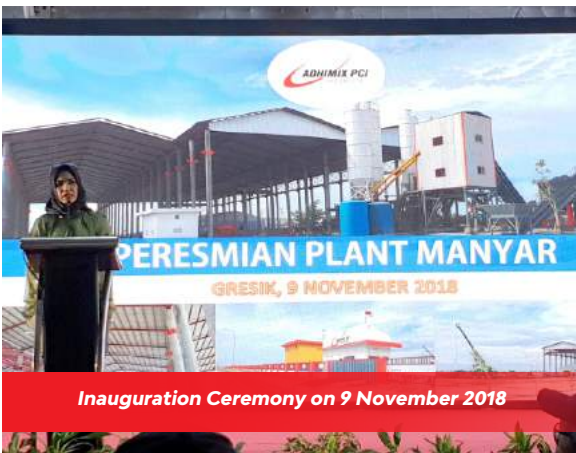 ADHIMIX PCI
PERESMIAN PLANT MANYAR
GRESIK, 9 NOVEMBER 2018
Inauguration Ceremony on 9 November 2018